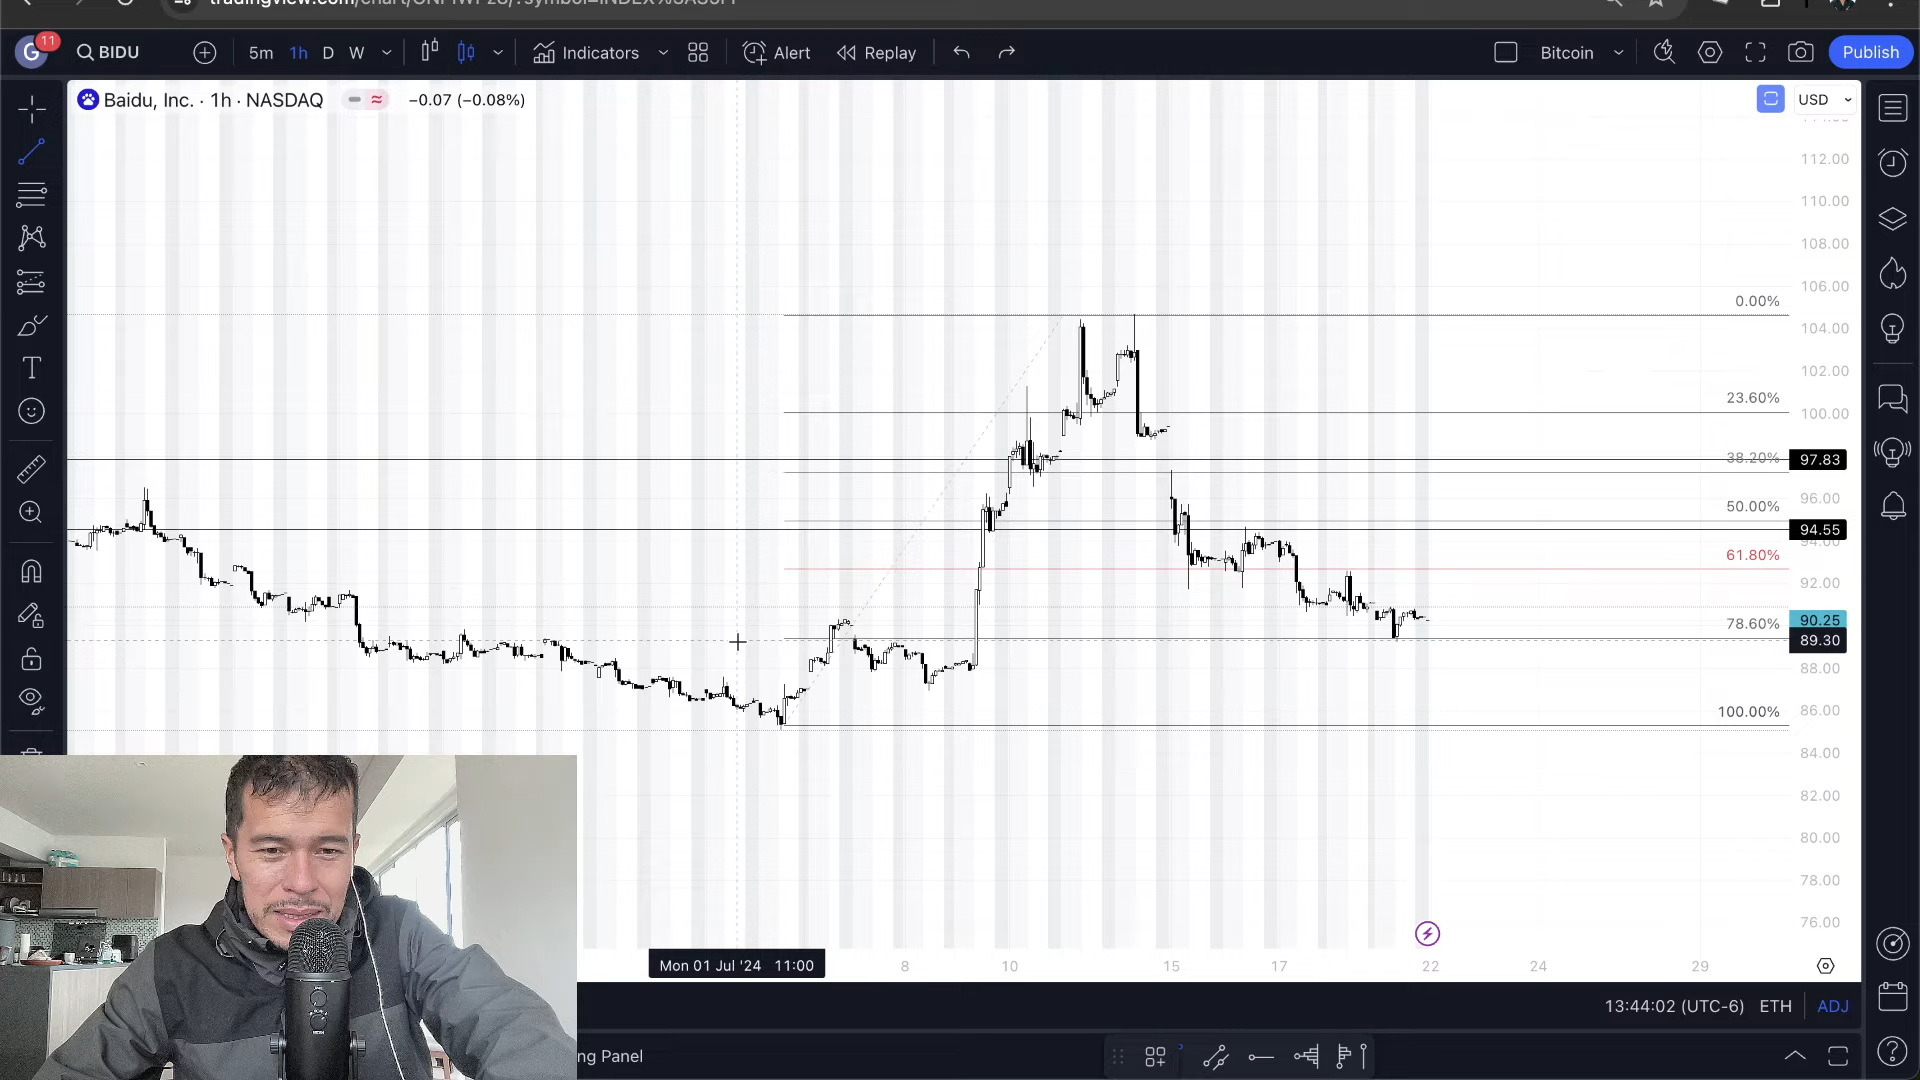 G
11
BIDU
5m 1h D W
Indicators
Alert
Replay
Bitcoin
Publish
Baidu, Inc. · 1h · NASDAQ
−0.07 (−0.08%)
USD
112.00
110.00
108.00
106.00
0.00%
104.00
102.00
23.60%
100.00
38.20%
97.83
96.00
50.00%
94.55
94.00
61.80%
92.00
90.25
78.60%
89.30
88.00
100.00%
86.00
84.00
82.00
80.00
78.00
76.00
Mon 01 Jul '24 11:00
8
10
15
17
22
24
29
13:44:02 (UTC-6)
ETH
ADJ
ng Panel